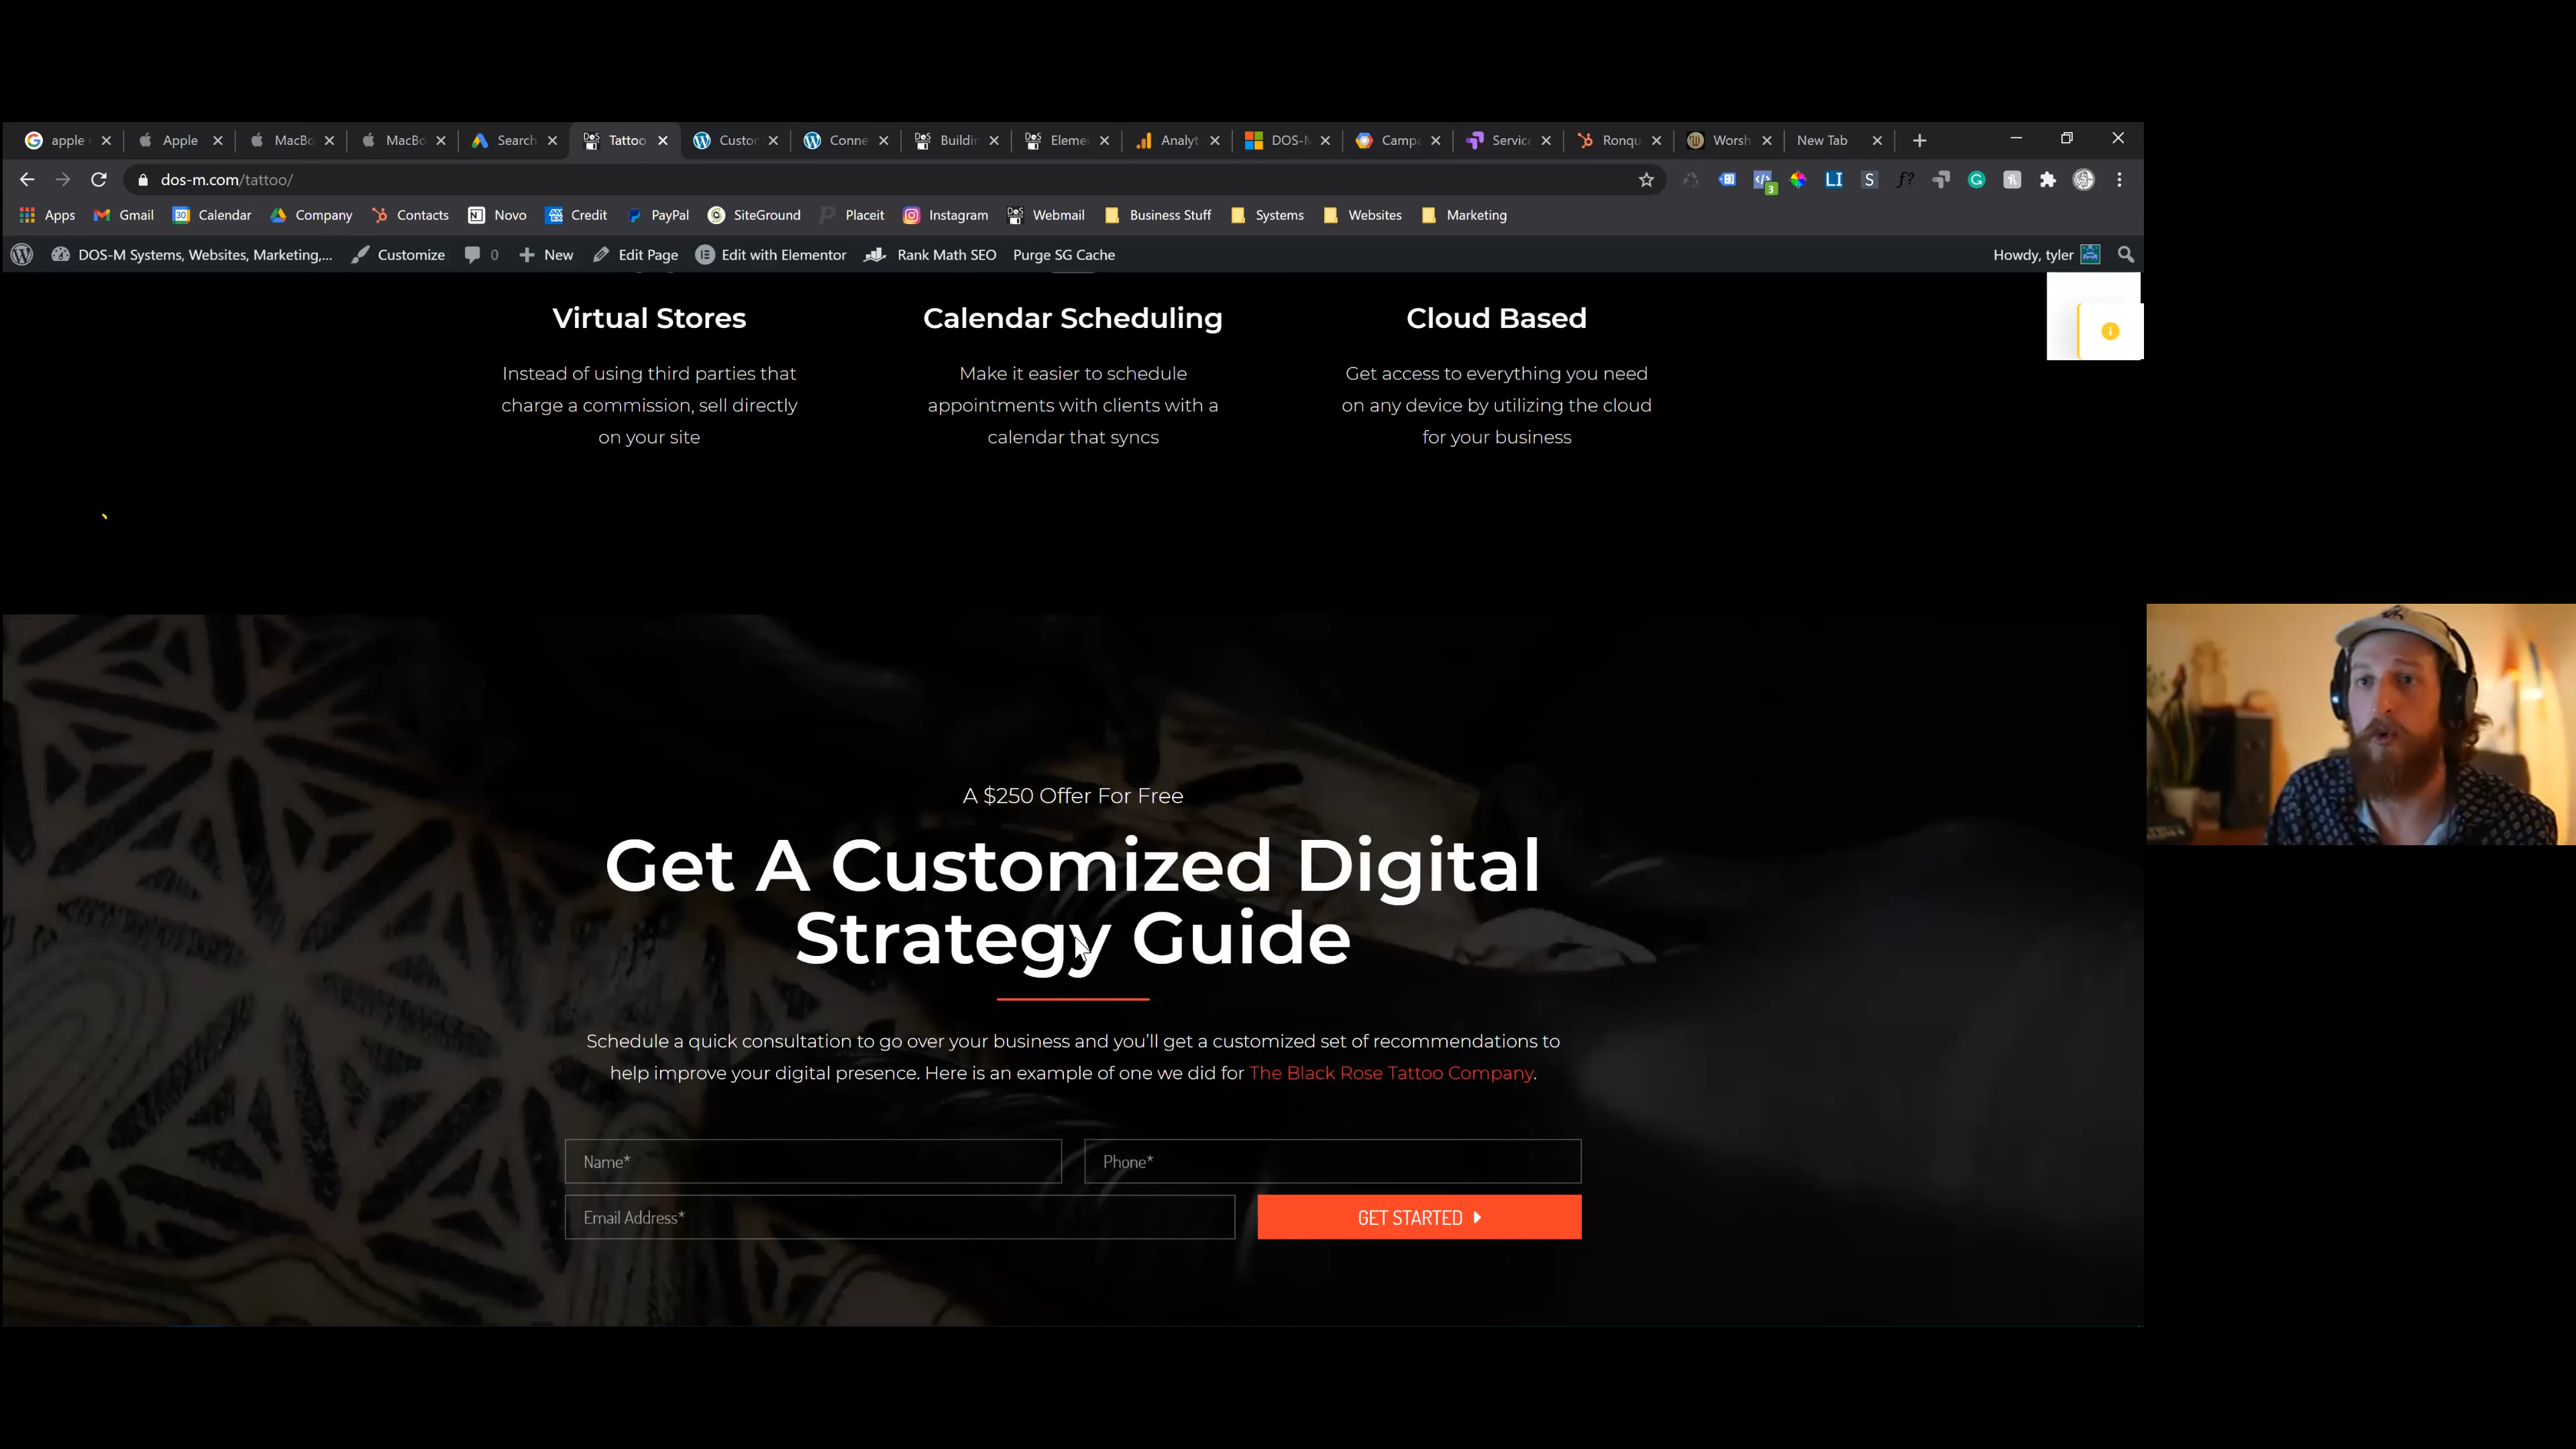 apple
Apple
MacBo
MacBo
Search
Tattoo
Custor
Conne
Buildin
Eleme
Analyt
DOS-M
Campa
Service
Ronqu
Worsh
New Tab
dos-m.com/tattoo/
3
Apps
Gmail
30
Calendar
Company
Contacts
Novo
Credit
PayPal
SiteGround
Placeit
Instagram
Webmail
Business Stuff
Systems
Websites
Marketing
DOS-M Systems, Websites, Marketing,...
Customize
0
New
Edit Page
Edit with Elementor
Rank Math SEO
Purge SG Cache
Howdy, tyler
Virtual Stores
Instead of using third parties that
charge a commission, sell directly
on your site
Calendar Scheduling
Make it easier to schedule
appointments with clients with a
calendar that syncs
Cloud Based
Get access to everything you need
on any device by utilizing the cloud
for your business
A $250 Offer For Free
Get A Customized Digital
Strategy Guide
Schedule a quick consultation to go over your business and you'll get a customized set of recommendations to
help improve your digital presence. Here is an example of one we did for The Black Rose Tattoo Company.
Name*
Phone*
Email Address*
GET STARTED